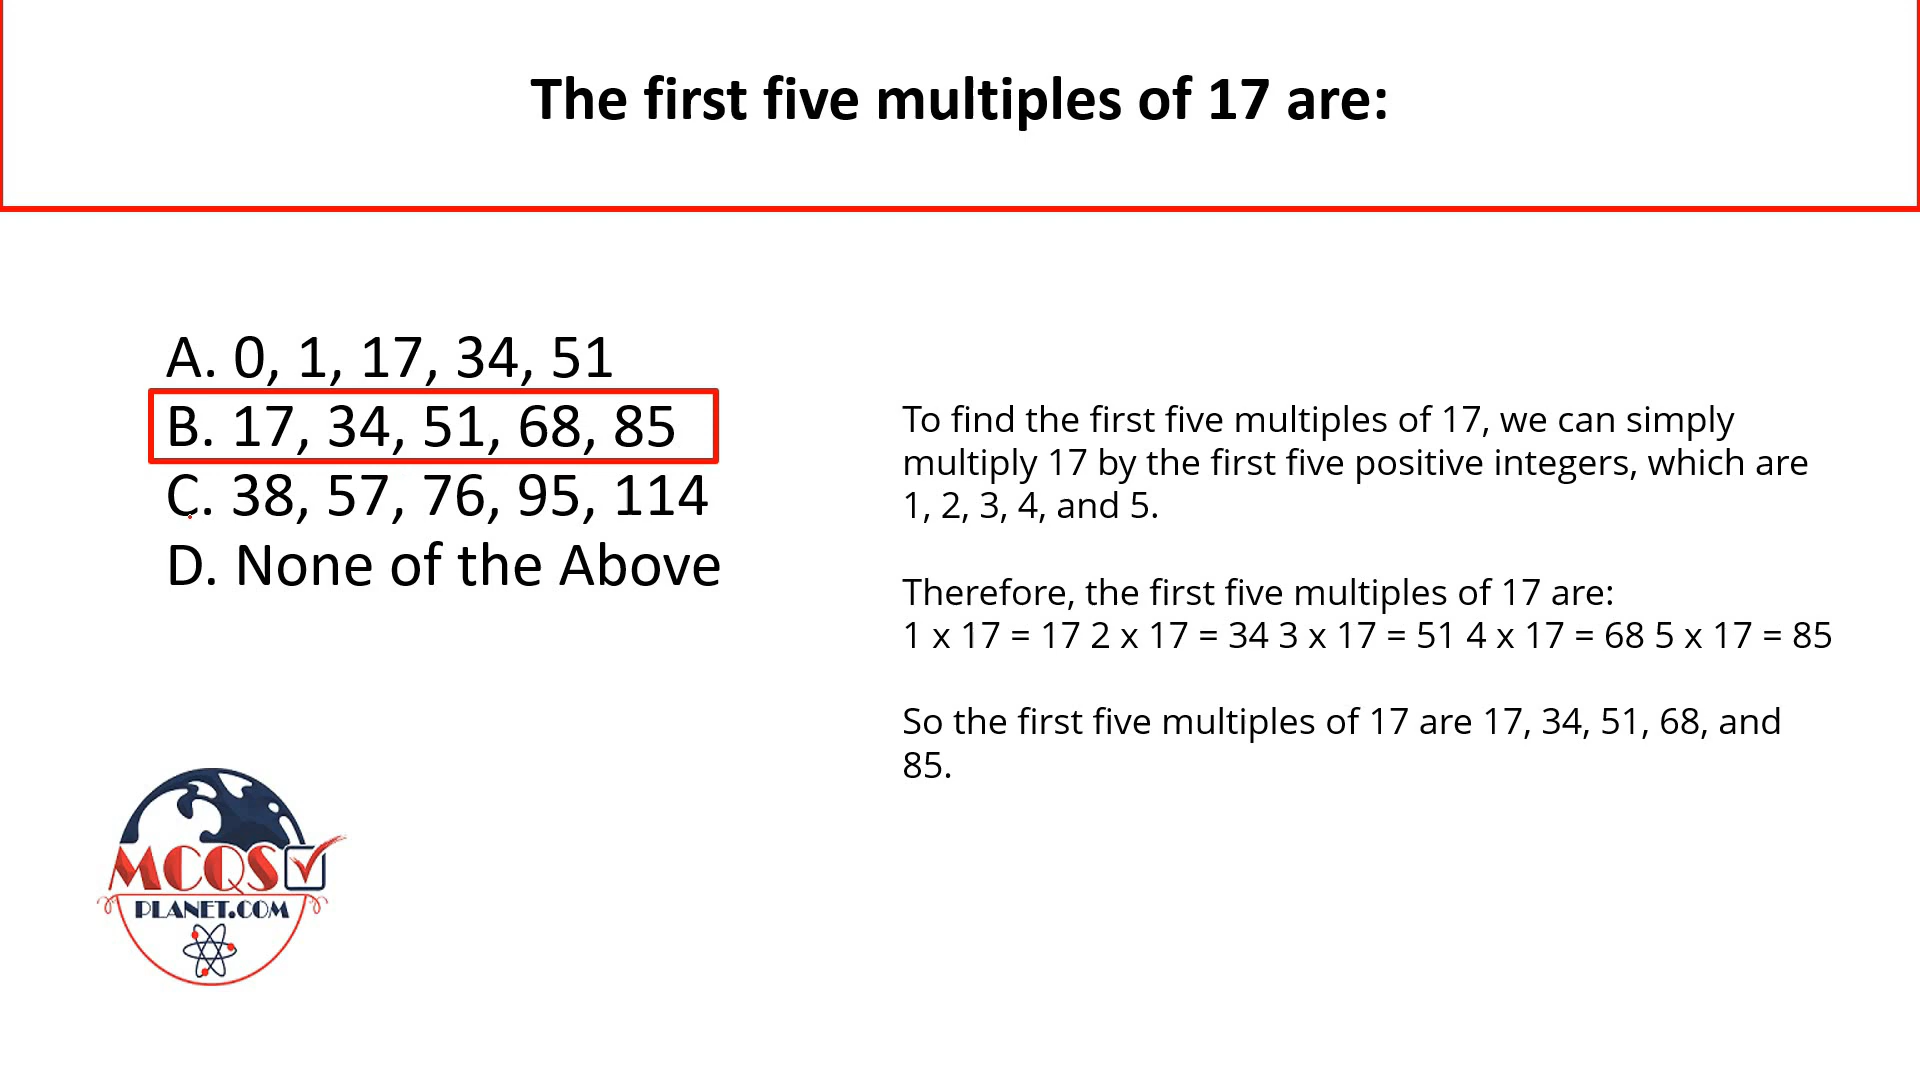 The first five multiples of 17 are:
A. 0, 1, 17, 34, 51
B. 17, 34, 51, 68, 85
C. 38, 57, 76, 95, 114
D. None of the Above
To find the first five multiples of 17, we can simply
multiply 17 by the first five positive integers, which are
1, 2, 3, 4, and 5.
Therefore, the first five multiples of 17 are:
1 x 17 = 17 2 x 17 = 34 3 x 17 = 51 4 x 17 = 68 5 x 17 = 85
So the first five multiples of 17 are 17, 34, 51, 68, and
85.
MCQS
PLANET.COM